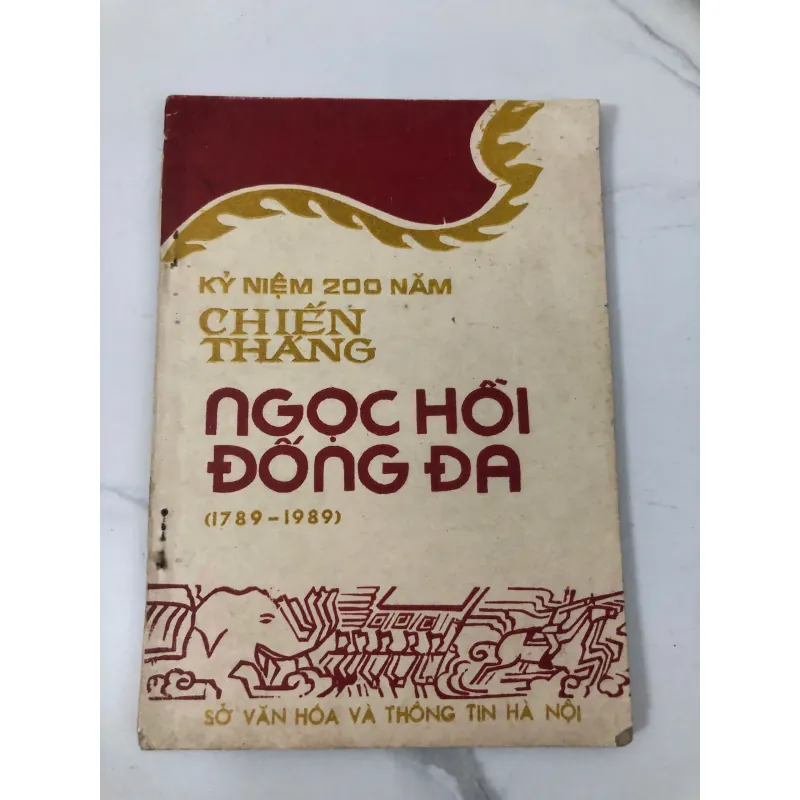 KỶ NIỆM 200 NĂM
CHIẾN
THẮNG
NGỌC HỒI
ĐỐNG ĐA
(1789-1989)
SỞ VĂN HÓA VÀ THÔNG TIN HÀ NỘI